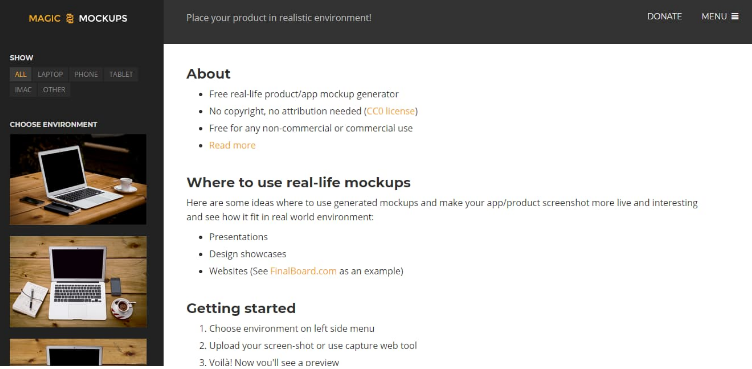 MAGIC MOCKUPS
Place your product in realistic environment!
DONATE
MENU
SHOW
ALL
LAPTOP
PHONE
TABLET
IMAC
OTHER
CHOOSE ENVIRONMENT
About
• Free real-life product/app mockup generator
• No copyright, no attribution needed (CC0 license)
• Free for any non-commercial or commercial use
• Read more
Where to use real-life mockups
Here are some ideas where to use generated mockups and make your app/product screenshot more live and interesting
and see how it fit in real world environment:
• Presentations
• Design showcases
• Websites (See FinalBoard.com as an example)
Getting started
1. Choose environment on left side menu
2. Upload your screen-shot or use capture web tool
3. Voilà! Now you'll see a preview